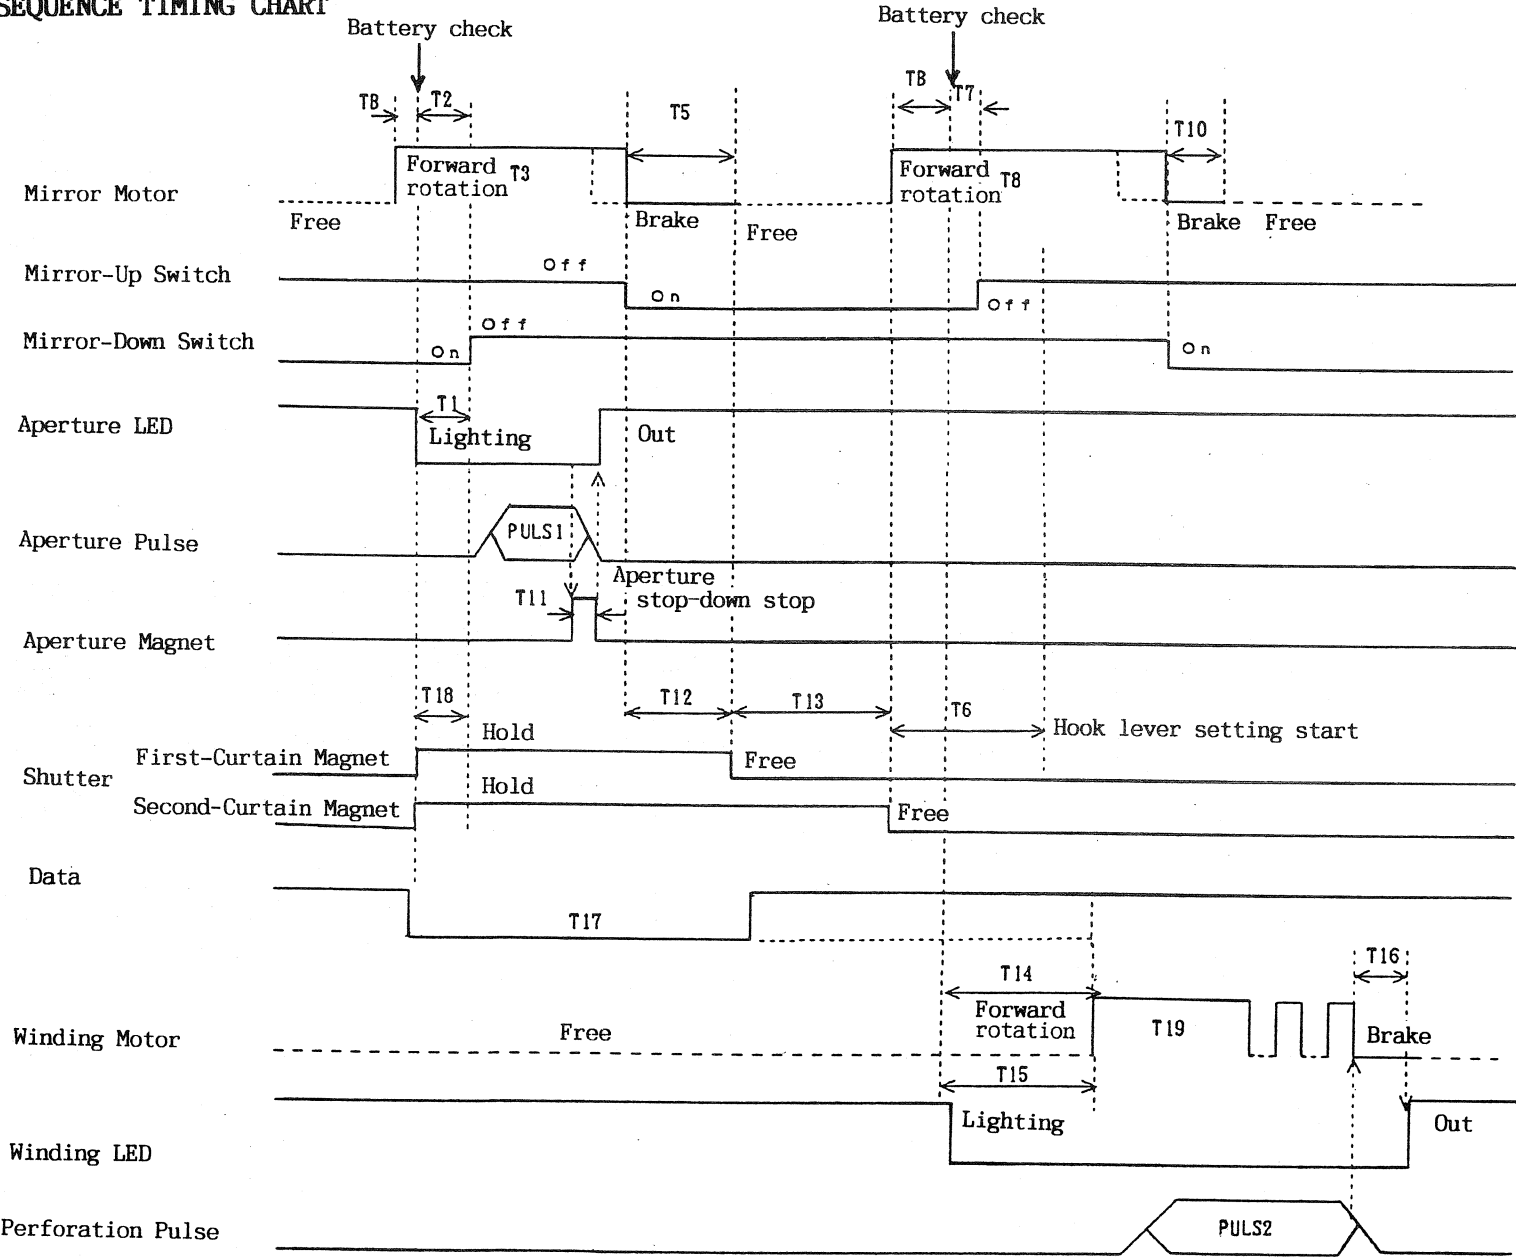 SEQUENCE TIMING CHART
Battery check
Battery check
TB
T2
T5
TB
T7
T10
Mirror Motor
Free
Forward
rotation
T3
Brake
Free
Forward
rotation
T8
Brake
Free
Mirror-Up Switch
Off
On
Off
Mirror-Down Switch
On
Off
On
Aperture LED
T1
Lighting
Out
Aperture Pulse
PULS1
Aperture
stop-down stop
T11
Aperture Magnet
T18
T12
T13
T6
Hook lever setting start
Shutter
First-Curtain Magnet
Hold
Free
Second-Curtain Magnet
Hold
Free
Data
T17
T14
T16
Winding Motor
Free
Forward
rotation
T19
Brake
T15
Winding LED
Lighting
Out
Perforation Pulse
PULS2